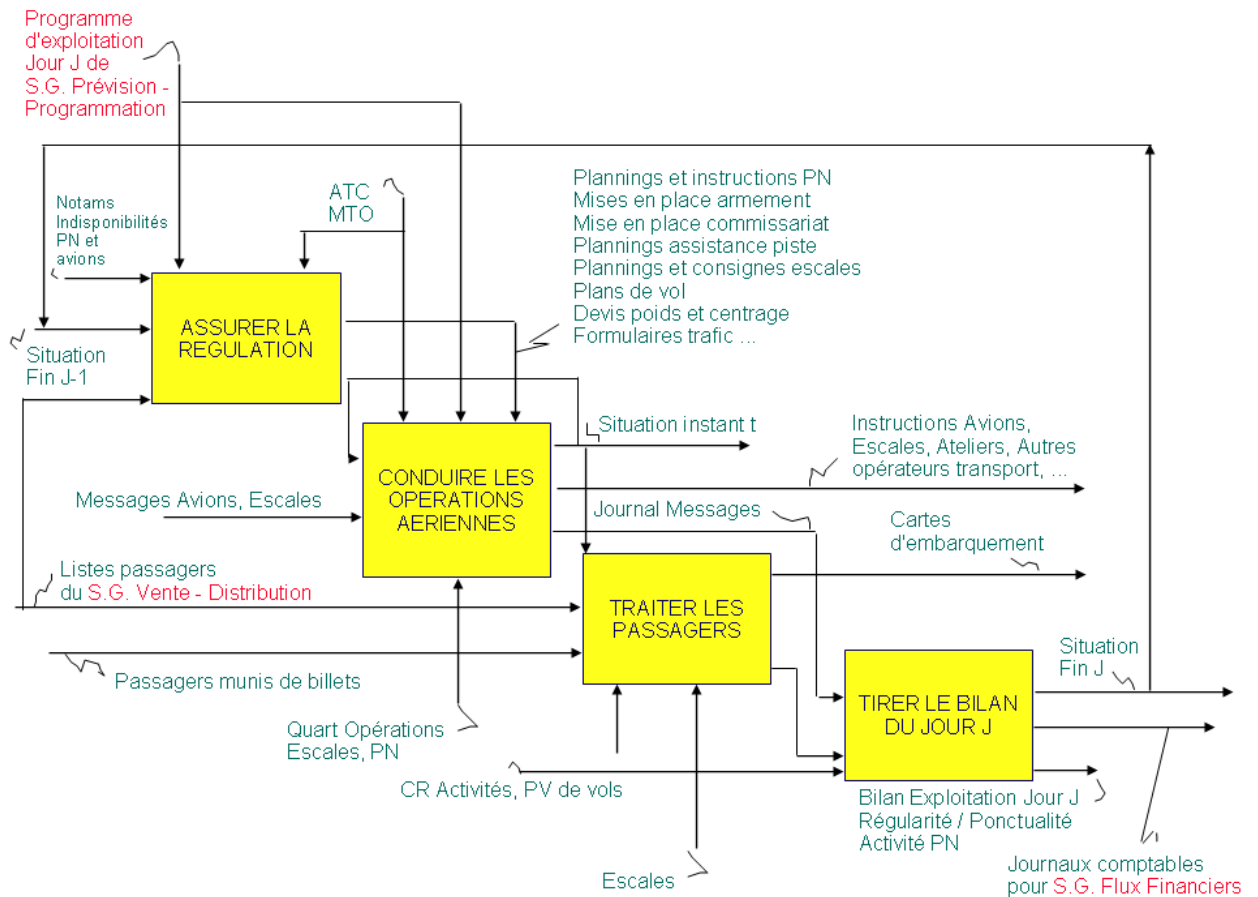 Programme
d'exploitation
Jour J de
S.G. Prévision -
Programmation
ATC
MTO
Notams
Indisponibilités
PN et
avions
Plannings et instructions PN
Mises en place armement
Mise en place commissariat
Plannings assistance piste
Plannings et consignes escales
Plans de vol
Devis poids et centrage
Formulaires trafic ...
ASSURER LA
REGULATION
Situation
Fin J-1
Situation instant t
Instructions Avions,
Escales, Ateliers, Autres
opérateurs transport, ...
CONDUIRE LES
OPERATIONS
AERIENNES
Messages Avions, Escales
Journal Messages
Cartes
d'embarquement
Listes passagers
du S.G. Vente - Distribution
TRAITER LES
PASSAGERS
Passagers munis de billets
Situation
Fin J
TIRER LE BILAN
DU JOUR J
Quart Opérations
Escales, PN
CR Activités, PV de vols
Bilan Exploitation Jour J
Régularité / Ponctualité
Activité PN
Escales
Journaux comptables
pour S.G. Flux Financiers